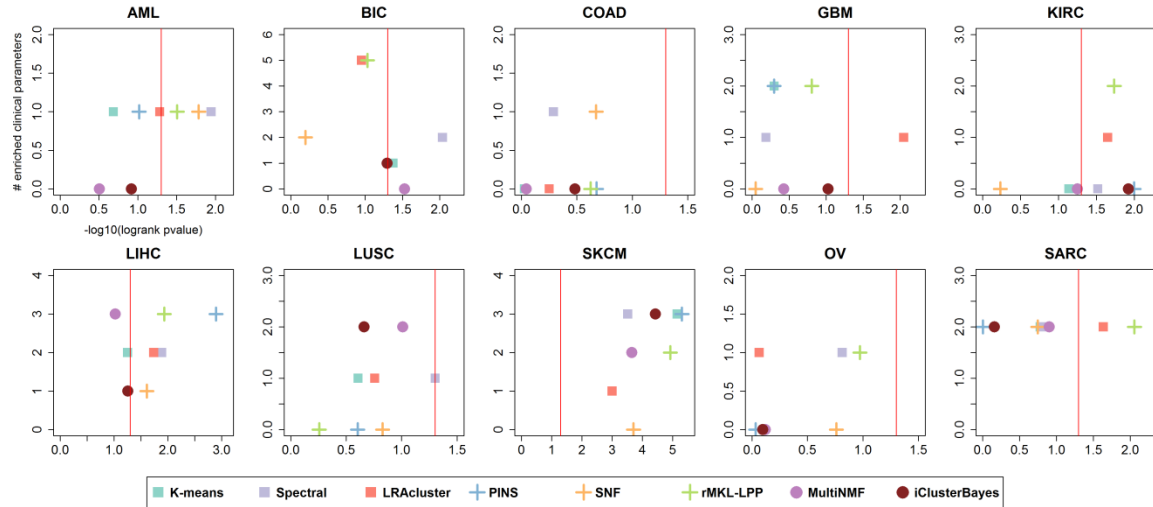 AML BIC COAD GBM KIRC
# enriched clinical parameters
0.0 0.5 1.0 1.5 2.0
0 1 2 3 4 5 6
0.0 0.5 1.0 1.5 2.0
0.0 1.0 2.0 3.0
0.0 1.0 2.0 3.0
0.0 0.5 1.0 1.5 2.0
0.0 0.5 1.0 1.5 2.0
0.0 0.5 1.0 1.5
0.0 0.5 1.0 1.5 2.0
0.0 0.5 1.0 1.5 2.0
-log10(logrank pvalue)
LIHC LUSC SKCM OV SARC
0 1 2 3 4
0.0 1.0 2.0 3.0
0 1 2 3 4
0.0 0.5 1.0 1.5 2.0
0.0 1.0 2.0 3.0
0.0 1.0 2.0 3.0
0.0 0.5 1.0 1.5
0 1 2 3 4 5
0.0 0.5 1.0 1.5
0.0 0.5 1.0 1.5 2.0
K-means Spectral LRAcluster PINS SNF rMKL-LPP MultiNMF iClusterBayes